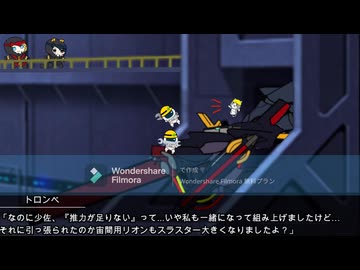 Wondershare
Filmora
で作成
Wondershare Filmora 無料プラン
トロンベ
「なのに少佐、『推力が足りない』って…いや私も一緒になって組み上げましたけど…
それに引っ張られたのか宙間用リオンもスラスター大きくなりましたよ？」